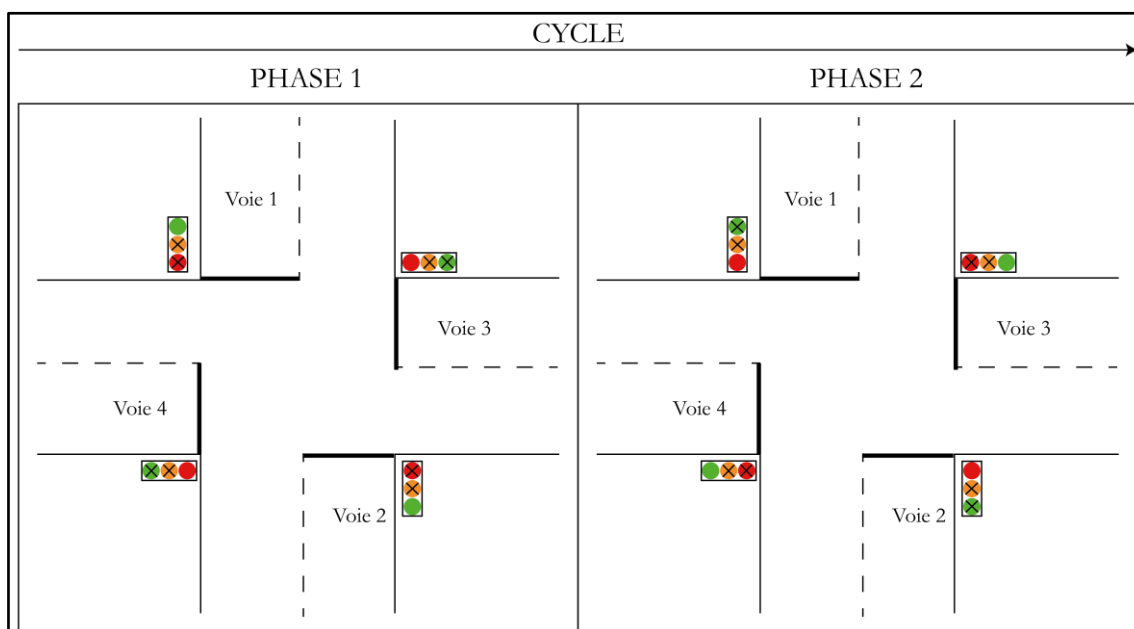 CYCLE
PHASE 1
PHASE 2
Voie 1
Voie 3
Voie 4
Voie 2
Voie 1
Voie 3
Voie 4
Voie 2